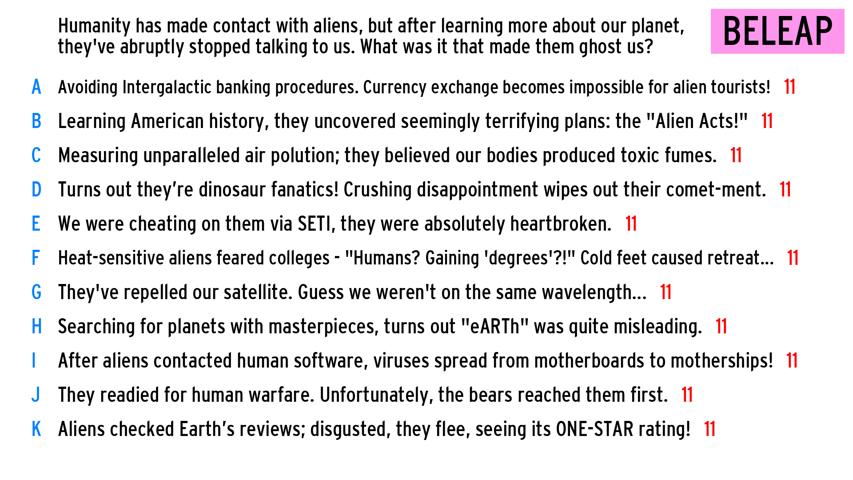 Humanity has made contact with aliens, but after learning more about our planet,
they've abruptly stopped talking to us. What was it that made them ghost us?
BELEAP
A Avoiding Intergalactic banking procedures. Currency exchange becomes impossible for alien tourists! 11
B Learning American history, they uncovered seemingly terrifying plans: the "Alien Acts!" 11
C Measuring unparalleled air polution; they believed our bodies produced toxic fumes. 11
D Turns out they’re dinosaur fanatics! Crushing disappointment wipes out their comet-ment. 11
E We were cheating on them via SETI, they were absolutely heartbroken. 11
F Heat-sensitive aliens feared colleges - "Humans? Gaining 'degrees'?!" Cold feet caused retreat... 11
G They've repelled our satellite. Guess we weren't on the same wavelength... 11
H Searching for planets with masterpieces, turns out "eARTh" was quite misleading. 11
I After aliens contacted human software, viruses spread from motherboards to motherships! 11
J They readied for human warfare. Unfortunately, the bears reached them first. 11
K Aliens checked Earth’s reviews; disgusted, they flee, seeing its ONE-STAR rating! 11